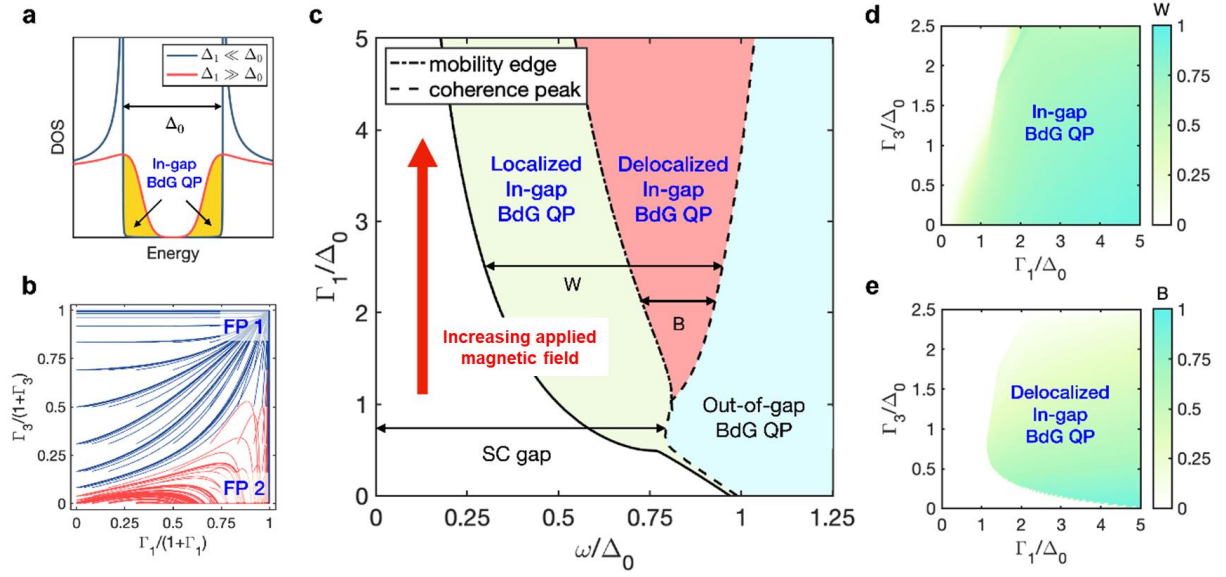 a
Δ₁ ≪ Δ₀
Δ₁ ≫ Δ₀
Δ₀
DOS
In-gap
BdG QP
Energy
b
1
0.75
0.5
0.25
0
FP 1
FP 2
Γ₃/(1+Γ₃)
0 0.25 0.5 0.75 1
Γ₁/(1+Γ₁)
c
5
4
3
2
1
0
Γ₁/Δ₀
mobility edge
coherence peak
Localized
In-gap
BdG QP
Delocalized
In-gap
BdG QP
W
B
Increasing applied
magnetic field
Out-of-gap
BdG QP
SC gap
0 0.25 0.5 0.75 1 1.25
ω/Δ₀
d
2.5
2
1.5
1
0.5
0
Γ₃/Δ₀
In-gap
BdG QP
0 1 2 3 4 5
Γ₁/Δ₀
W
1
0.75
0.5
0.25
0
e
2.5
2
1.5
1
0.5
0
Γ₃/Δ₀
Delocalized
In-gap
BdG QP
0 1 2 3 4 5
Γ₁/Δ₀
B
1
0.75
0.5
0.25
0